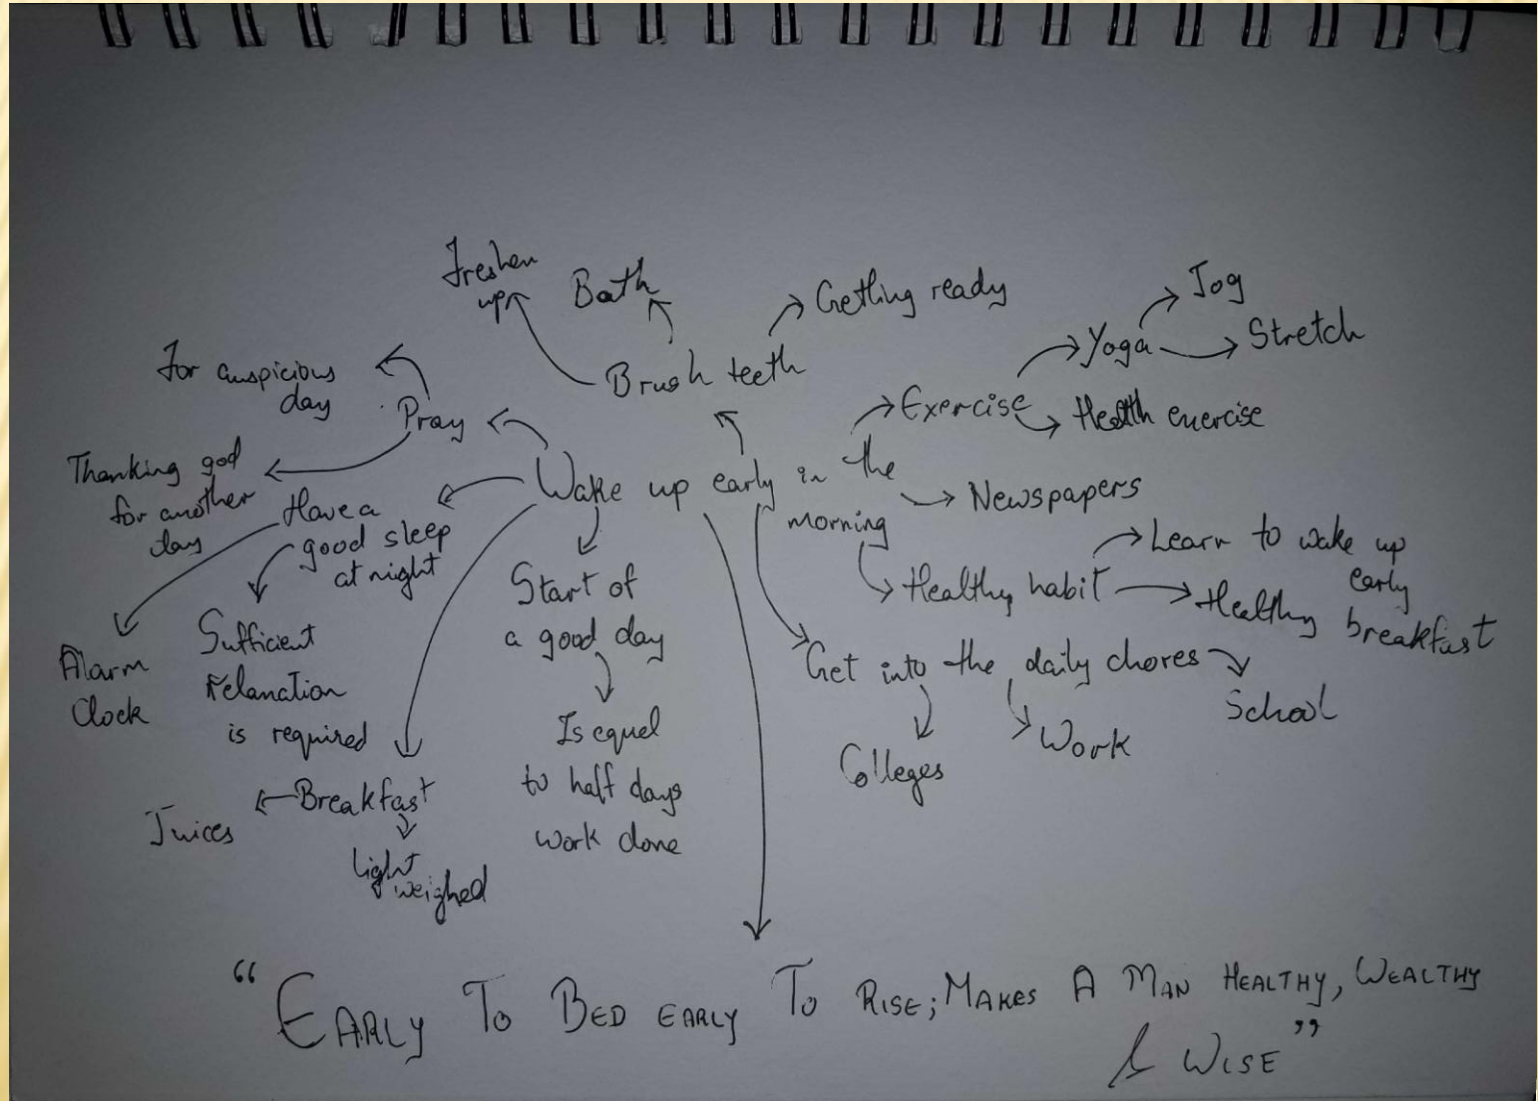 Freshen
up
Bath
Getting ready
Jog
Yoga
Stretch
For auspicious
day
Brush teeth
Pray
Exercise
Health exercise
Thanking god
for another
day
Wake up early in the
morning
Newspapers
Have a
good sleep
at night
Learn to wake up
early
Start of
a good day
Healthy habit
Healthy breakfast
Alarm
Clock
Sufficient
relanation
is required
Get into the daily chores
School
Is equel
to half days
work done
Work
Colleges
Breakfast
Juices
light
weighed
“EARLY TO BED EARLY TO RISE; MAKES A MAN HEALTHY, WEALTHY
& WISE”